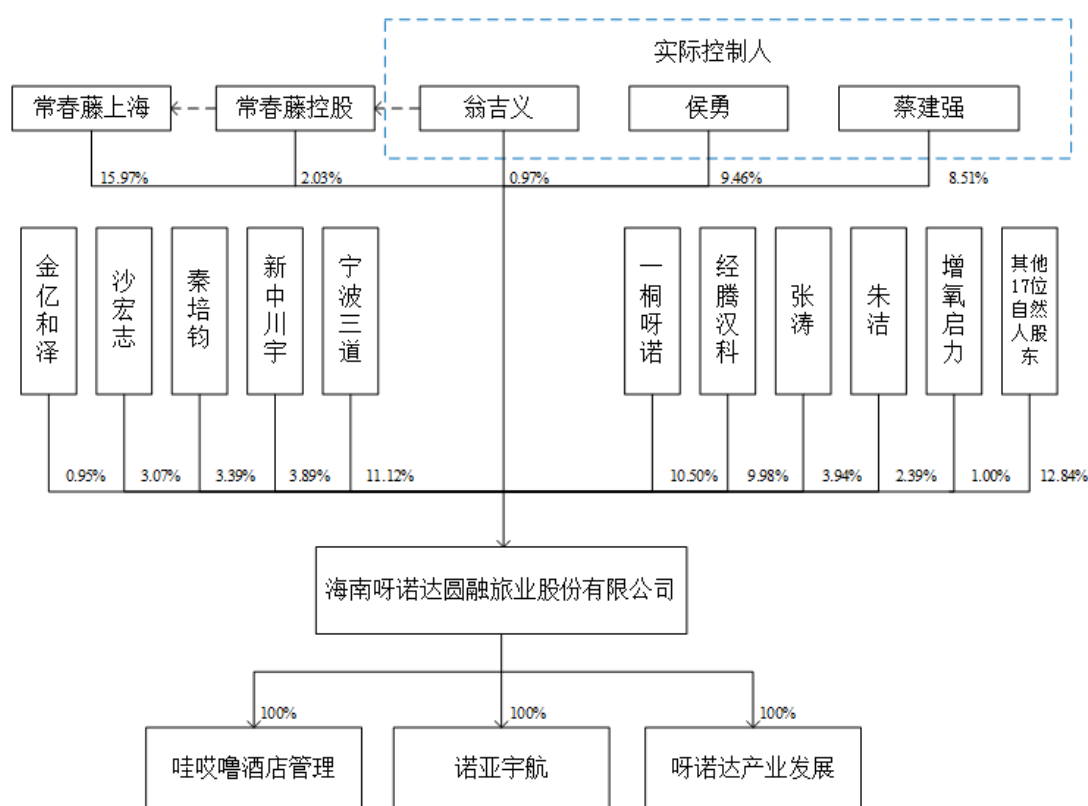 实际控制人
常春藤上海
常春藤控股
翁吉义
侯勇
蔡建强
15.97%
2.03%
0.97%
9.46%
8.51%
金亿和泽
沙宏志
秦培钧
新中川宇
宁波三道
一桐呀诺
经腾汉科
张涛
朱洁
增氧启力
其他
17位
自然
人股
东
0.95%
3.07%
3.39%
3.89%
11.12%
10.50%
9.98%
3.94%
2.39%
1.00%
12.84%
海南呀诺达圆融旅业股份有限公司
100%
100%
100%
哇哎噜酒店管理
诺亚宇航
呀诺达产业发展